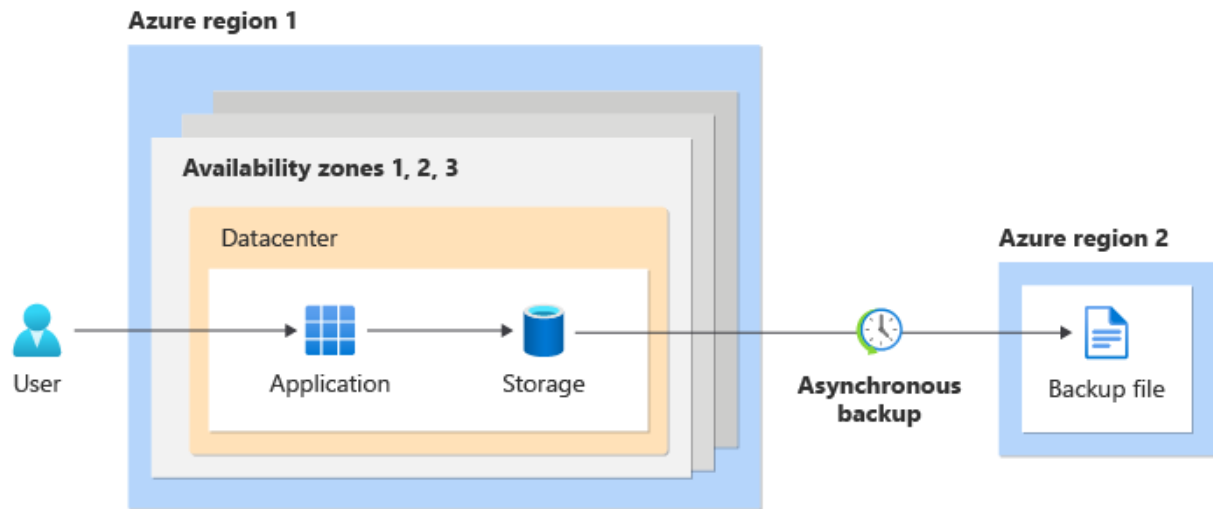 Azure region 1
Availability zones 1, 2, 3
Datacenter
Azure region 2
User
Application
Storage
Asynchronous
backup
Backup file